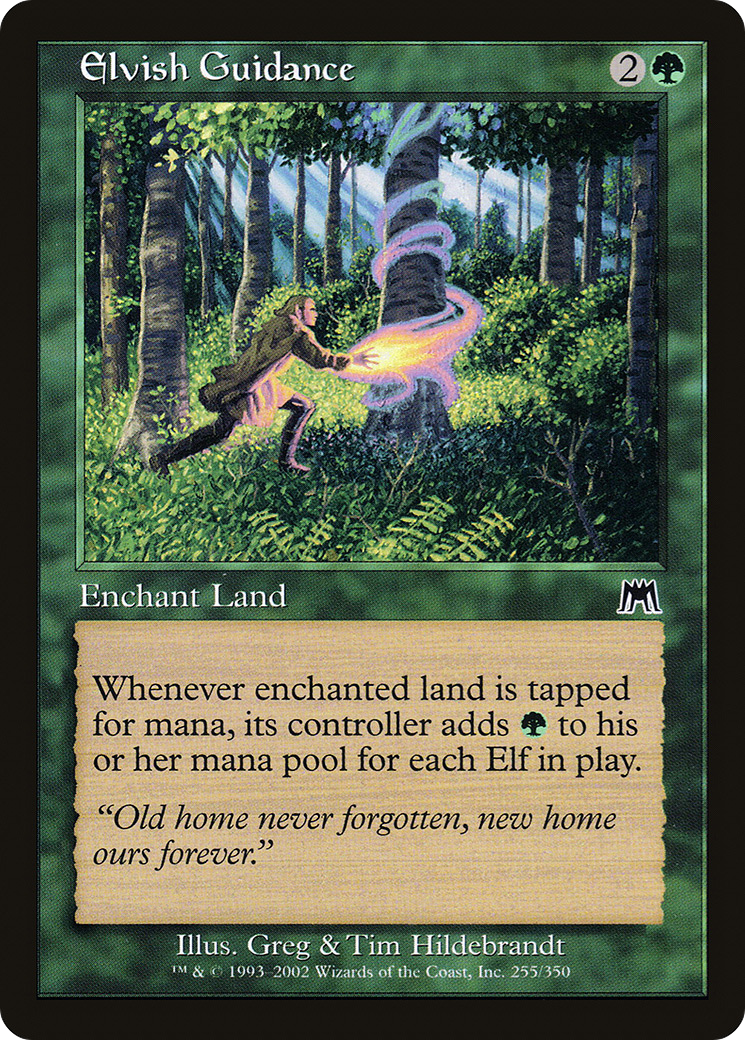 Elvish Guidance 2
Enchant Land
Whenever enchanted land is tapped
for mana, its controller adds to his
or her mana pool for each Elf in play.
“Old home never forgotten, new home
ours forever.”
Illus. Greg & Tim Hildebrandt
™ & © 1993–2002 Wizards of the Coast, Inc. 255/350